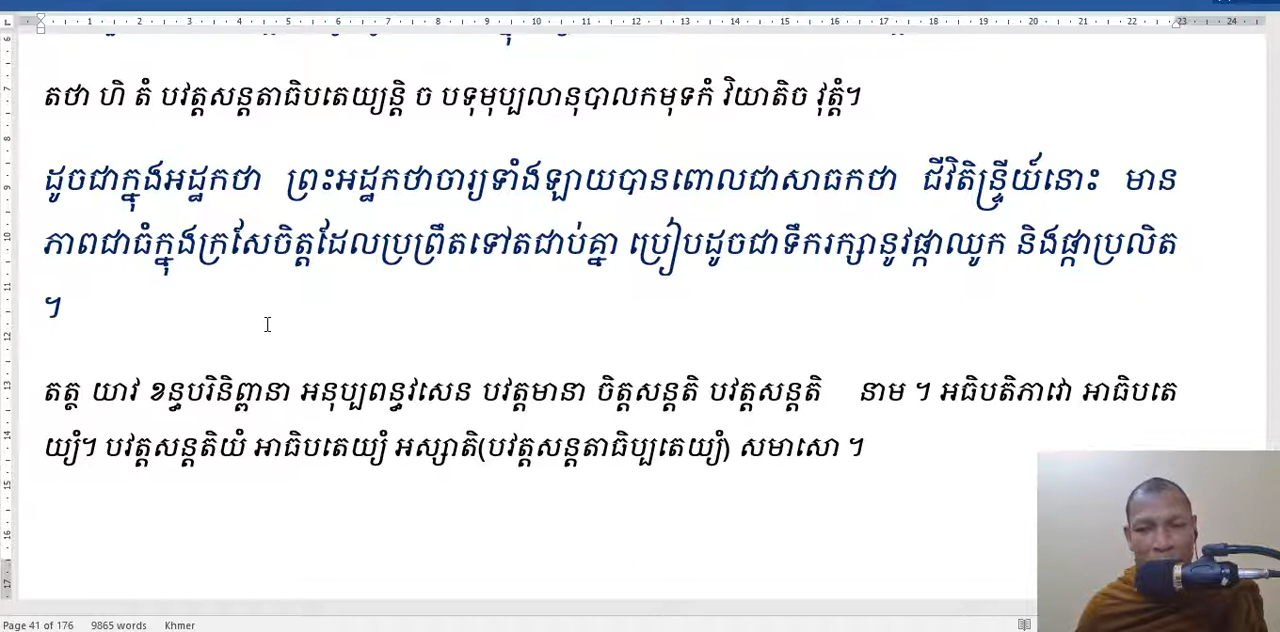 តថា ហិ តំ បវត្តសន្តតាធិបតេយ្យន្តិ ច បទុមុប្បលានុបាលកមុទកំ វិយាតិច វុត្តំ។
ដូចជាក្នុងអដ្ឋកថា ព្រះអដ្ឋកថាចារ្យទាំងឡាយបានពោលជាសាធកថា ជីវិតិន្ទ្រីយ៍នោះ មាន
ភាពជាធំក្នុងក្រសែចិត្តដែលប្រព្រឹតទៅតជាប់គ្នា ប្រៀបដូចជាទឹករក្សានូវផ្កាឈូក និងផ្កាប្រលិត
។
តត្ថ យាវ ខន្ធបរិនិព្ពានា អនុប្បពន្ធវសេន បវត្តមានា ចិត្តសន្តតិ បវត្តសន្តតិ នាម ។ អធិបតិភាវោ អាធិបតេ
យ្យំ។ បវត្តសន្តតិយំ អាធិបតេយ្យំ អស្សាតិ(បវត្តសន្តតាធិប្បតេយ្យំ) សមាសោ ។
Page 41 of 176 9865 words Khmer